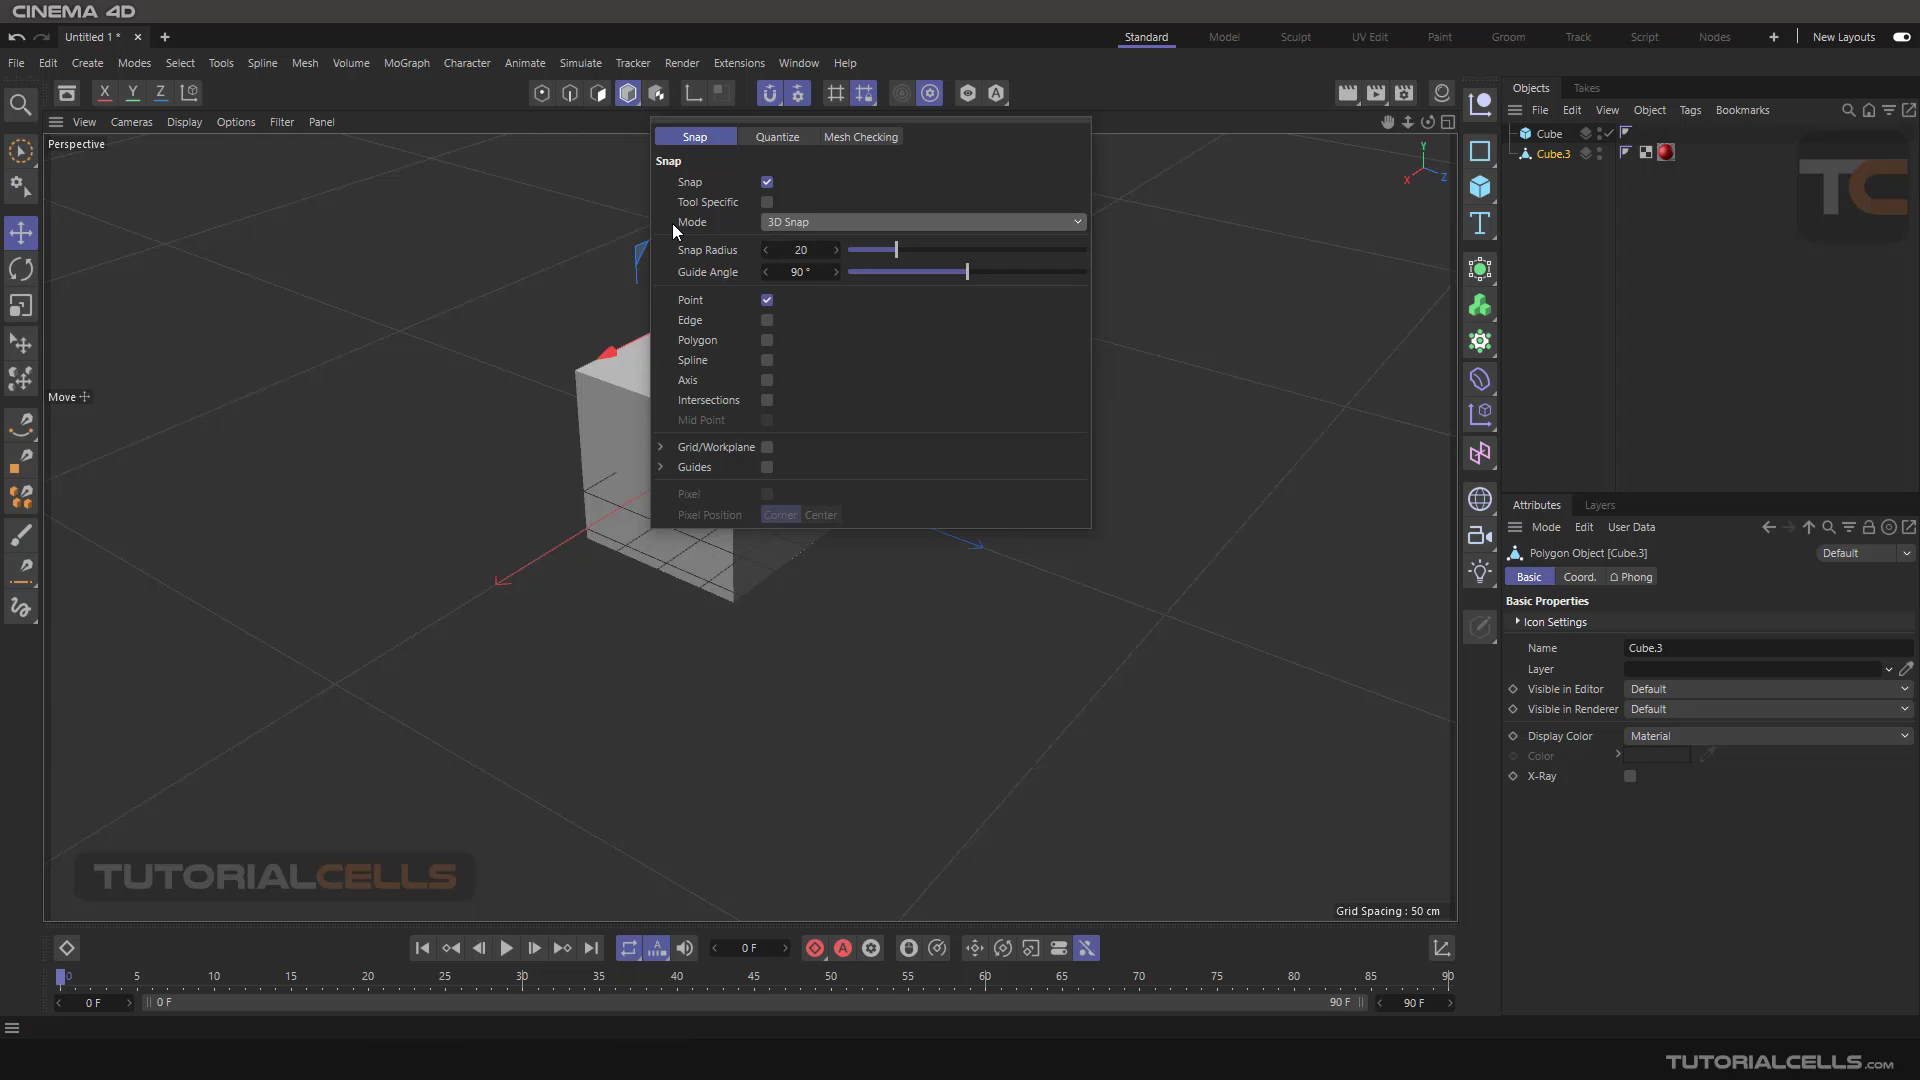 CINEMA 4D
Untitled 1 *
Standard Model Sculpt UV Edit Paint Groom Track Script Nodes New Layouts
File Edit Create Modes Select Tools Spline Mesh Volume MoGraph Character Animate Simulate Tracker Render Extensions Window Help
X Y Z
A
Objects Takes
File Edit View Object Tags Bookmarks
View Cameras Display Options Filter Panel
Perspective
Snap Quantize Mesh Checking
Snap
Snap
Tool Specific
Mode 3D Snap
Snap Radius 20
Guide Angle 90 °
Point
Edge
Polygon
Spline
Axis
Intersections
Mid Point
Grid/Workplane
Guides
Pixel
Pixel Position Corner Center
Y
X Z
Cube
Cube.3
TC
Move
TUTORIALCELLS
Grid Spacing : 50 cm
Attributes Layers
Mode Edit User Data
Polygon Object [Cube.3] Default
Basic Coord. Phong
Basic Properties
Icon Settings
Name Cube.3
Layer
Visible in Editor Default
Visible in Renderer Default
Display Color Material
Color
X-Ray
A 0 F A
0 5 10 15 20 25 30 35 40 45 50 55 60 65 70 75 80 85 90
0 F 0 F 90 F 90 F
TUTORIALCELLS.COM